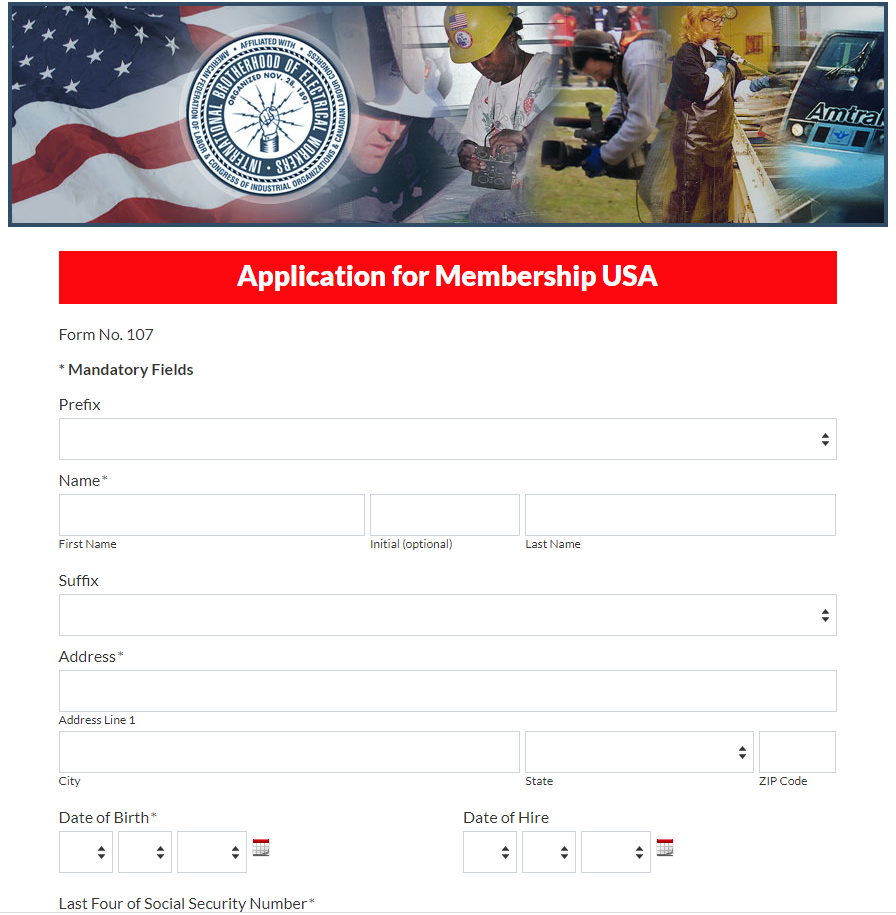 AFFILIATED WITH
AMERICAN FEDERATION OF LABOR & CONGRESS OF INDUSTRIAL ORGANIZATIONS & CANADIAN LABOUR CONGRESS
INTERNATIONAL BROTHERHOOD OF ELECTRICAL WORKERS
ORGANIZED NOV. 28, 1891
Amtrak
Application for Membership USA
Form No. 107
* Mandatory Fields
Prefix
Name*
First Name Initial (optional) Last Name
Suffix
Address*
Address Line 1
City State ZIP Code
Date of Birth* Date of Hire
Last Four of Social Security Number*